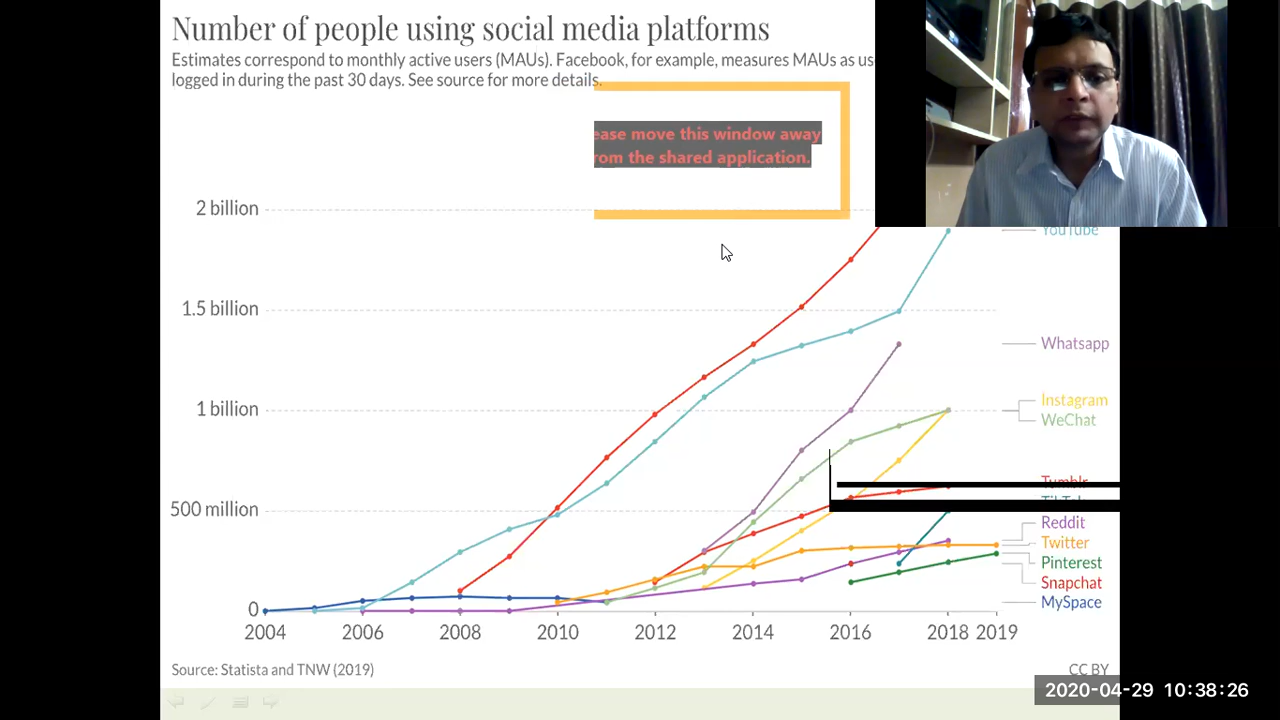 Number of people using social media platforms
Estimates correspond to monthly active users (MAUs). Facebook, for example, measures MAUs as
logged in during the past 30 days. See source for more details.
ease move this window away
rom the shared application.
2 billion
YouTube
1.5 billion
Whatsapp
Instagram
1 billion
WeChat
Tumblr
500 million
Reddit
Twitter
Pinterest
Snapchat
MySpace
0
2004 2006 2008 2010 2012 2014 2016 2018 2019
Source: Statista and TNW (2019)
CC BY
2020-04-29 10:38:26